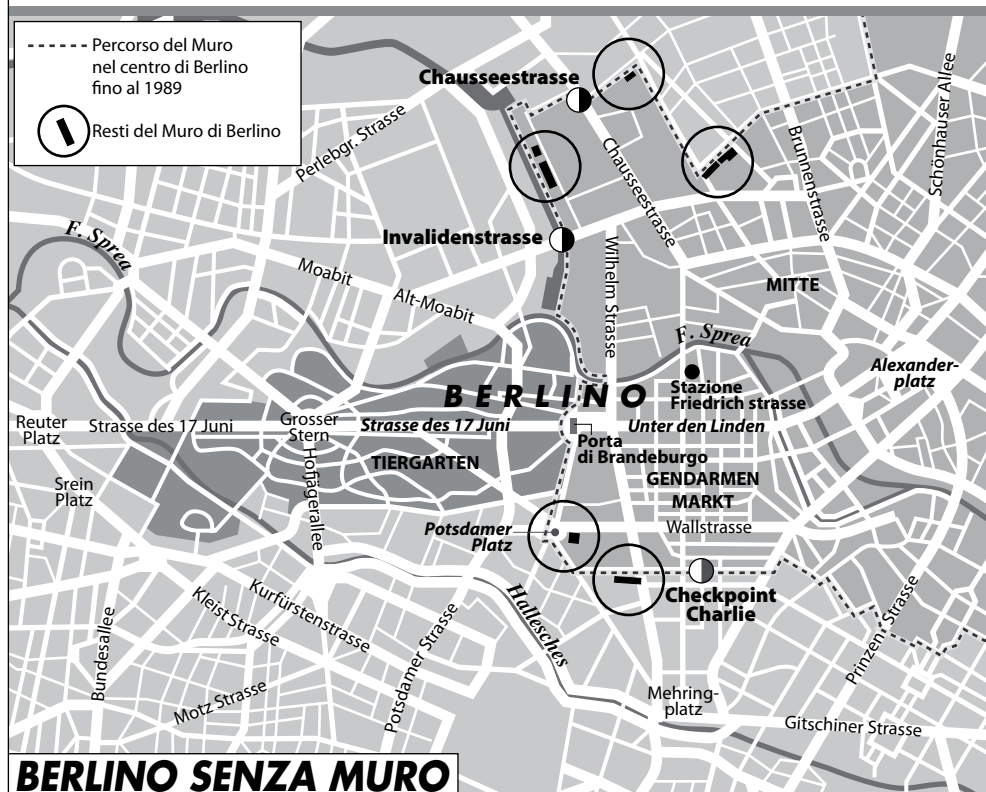 Percorso del Muro
nel centro di Berlino
fino al 1989
Resti del Muro di Berlino
Chausseestrasse
Perlebgr. Strasse
Chausseestrasse
Brunnenstrasse
Schönhauser Allee
F. Sprea
Invalidenstrasse
Moabit
Alt-Moabit
Wilhelm Strasse
MITTE
F. Sprea
Alexander-
platz
BERLINO
Stazione
Friedrich strasse
Reuter
Platz
Strasse des 17 Juni
Grosser
Stern
Strasse des 17 Juni
Unter den Linden
Porta
di Brandeburgo
TIERGARTEN
Hofjägerallee
GENDARMEN
MARKT
Srein
Platz
Potsdamer
Platz
Wallstrasse
Checkpoint
Charlie
Hallesches
Kurfürstenstrasse
Kleist Strasse
Bundesallee
Motz Strasse
Potsdamer Strasse
Prinzen Strasse
Mehring-
platz
Gitschiner Strasse
BERLINO SENZA MURO